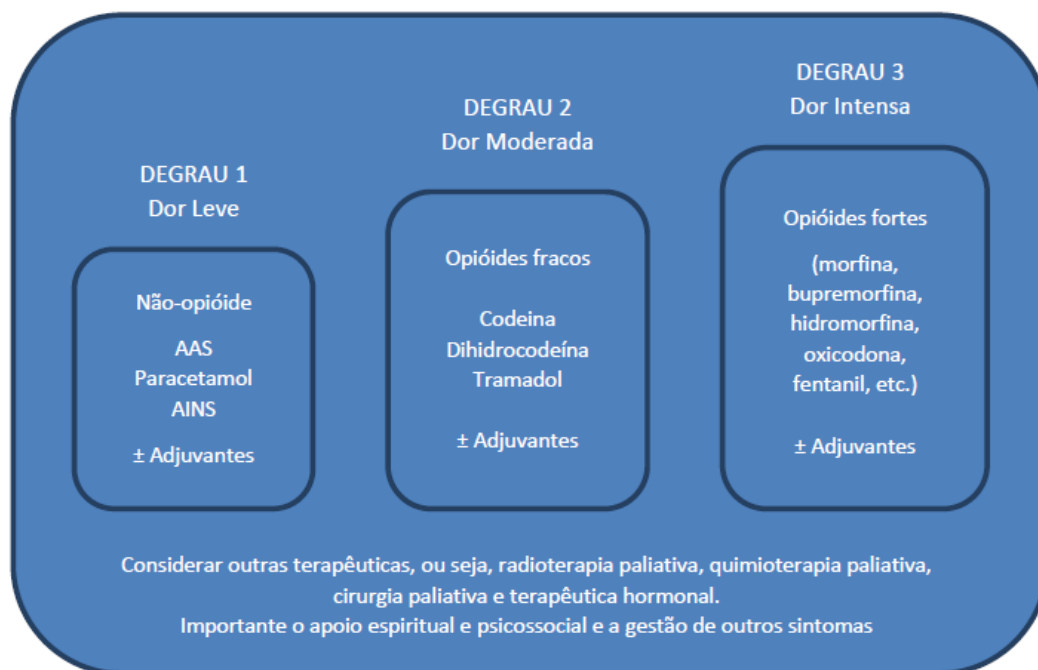 DEGRAU 1
Dor Leve
Não-opióide
AAS
Paracetamol
AINS
± Adjuvantes
DEGRAU 2
Dor Moderada
Opióides fracos
Codeina
Dihidrocodeína
Tramadol
± Adjuvantes
DEGRAU 3
Dor Intensa
Opióides fortes
(morfina,
bupremorfina,
hidromorfina,
oxicodona,
fentanil, etc.)
± Adjuvantes
Considerar outras terapêuticas, ou seja, radioterapia paliativa, quimioterapia paliativa,
cirurgia paliativa e terapêutica hormonal.
Importante o apoio espiritual e psicossocial e a gestão de outros sintomas